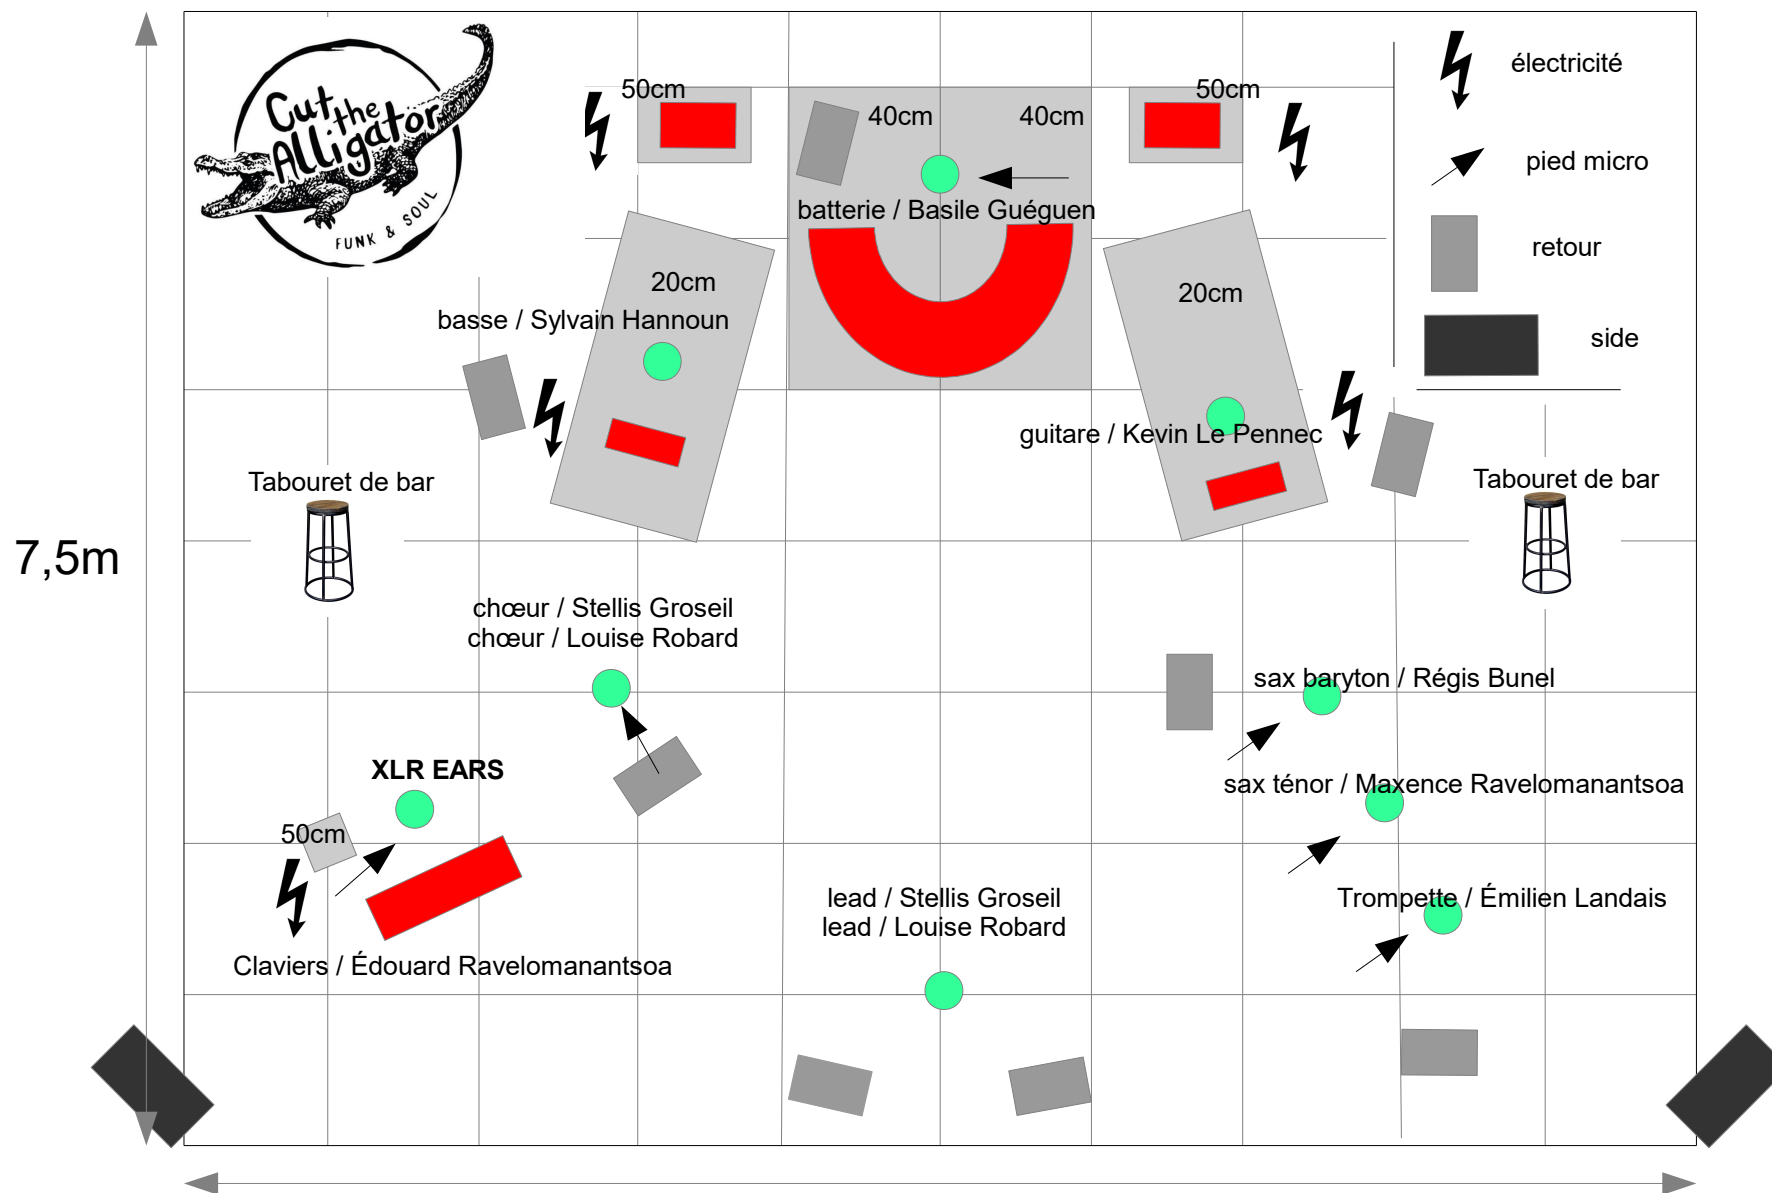 Cut
the
Alligator
FUNK & SOUL
50cm
40cm
40cm
50cm
électricité
pied micro
retour
side
batterie / Basile Guéguen
20cm
20cm
basse / Sylvain Hannoun
guitare / Kevin Le Pennec
Tabouret de bar
Tabouret de bar
7,5m
chœur / Stellis Groseil
chœur / Louise Robard
sax baryton / Régis Bunel
XLR EARS
sax ténor / Maxence Ravelomanantsoa
50cm
lead / Stellis Groseil
lead / Louise Robard
Trompette / Émilien Landais
Claviers / Édouard Ravelomanantsoa